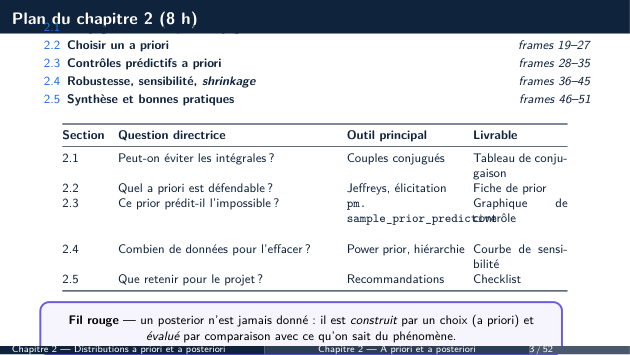 Plan du chapitre 2 (8 h)
2.1
2.2 Choisir un a priori frames 19–27
2.3 Contrôles prédictifs a priori frames 28–35
2.4 Robustesse, sensibilité, shrinkage frames 36–45
2.5 Synthèse et bonnes pratiques frames 46–51
Section Question directrice Outil principal Livrable
2.1 Peut-on éviter les intégrales ? Couples conjugués Tableau de conju-
gaison
2.2 Quel a priori est défendable ? Jeffreys, élicitation Fiche de prior
2.3 Ce prior prédit-il l'impossible ? pm. Graphique de
sample_prior_predictive contrôle
2.4 Combien de données pour l'effacer ? Power prior, hiérarchie Courbe de sensi-
bilité
2.5 Que retenir pour le projet ? Recommandations Checklist
Fil rouge — un posterior n'est jamais donné : il est construit par un choix (a priori) et
évalué par comparaison avec ce qu'on sait du phénomène.
Chapitre 2 — Distributions a priori et a posteriori Chapitre 2 — A priori et a posteriori 3 / 52